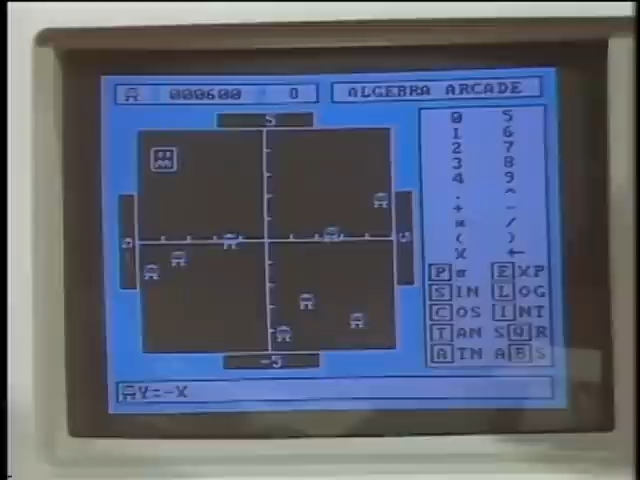 000600 0
ALGEBRA ARCADE
5
-5
5
-5
0 5
1 6
2 7
3 8
4 9
. ^
+ -
* /
( )
X ←
Pπ EXP
SIN LOG
COS INT
TAN SQR
ATN ABS
Y=-X